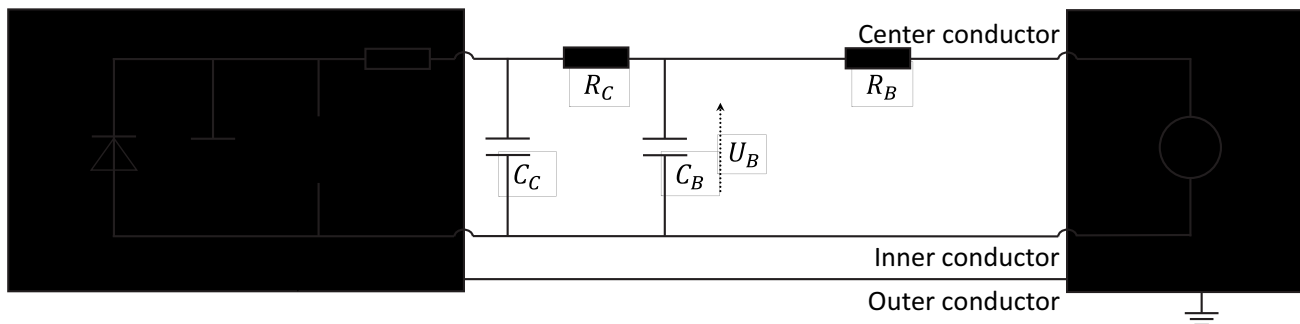 Center conductor
R_C
R_B
U_B
C_C
C_B
Inner conductor
Outer conductor